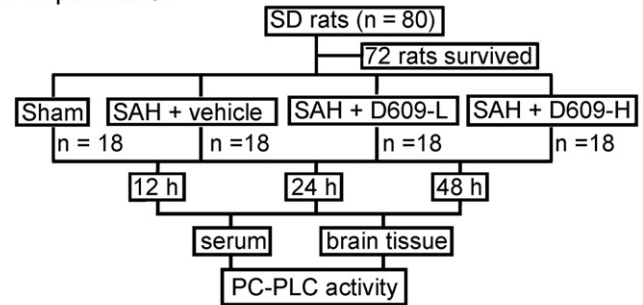 SD rats (n = 80)
72 rats survived
Sham
SAH + vehicle
SAH + D609-L
SAH + D609-H
n = 18
n =18
n =18
n =18
12 h
24 h
48 h
serum
brain tissue
PC-PLC activity